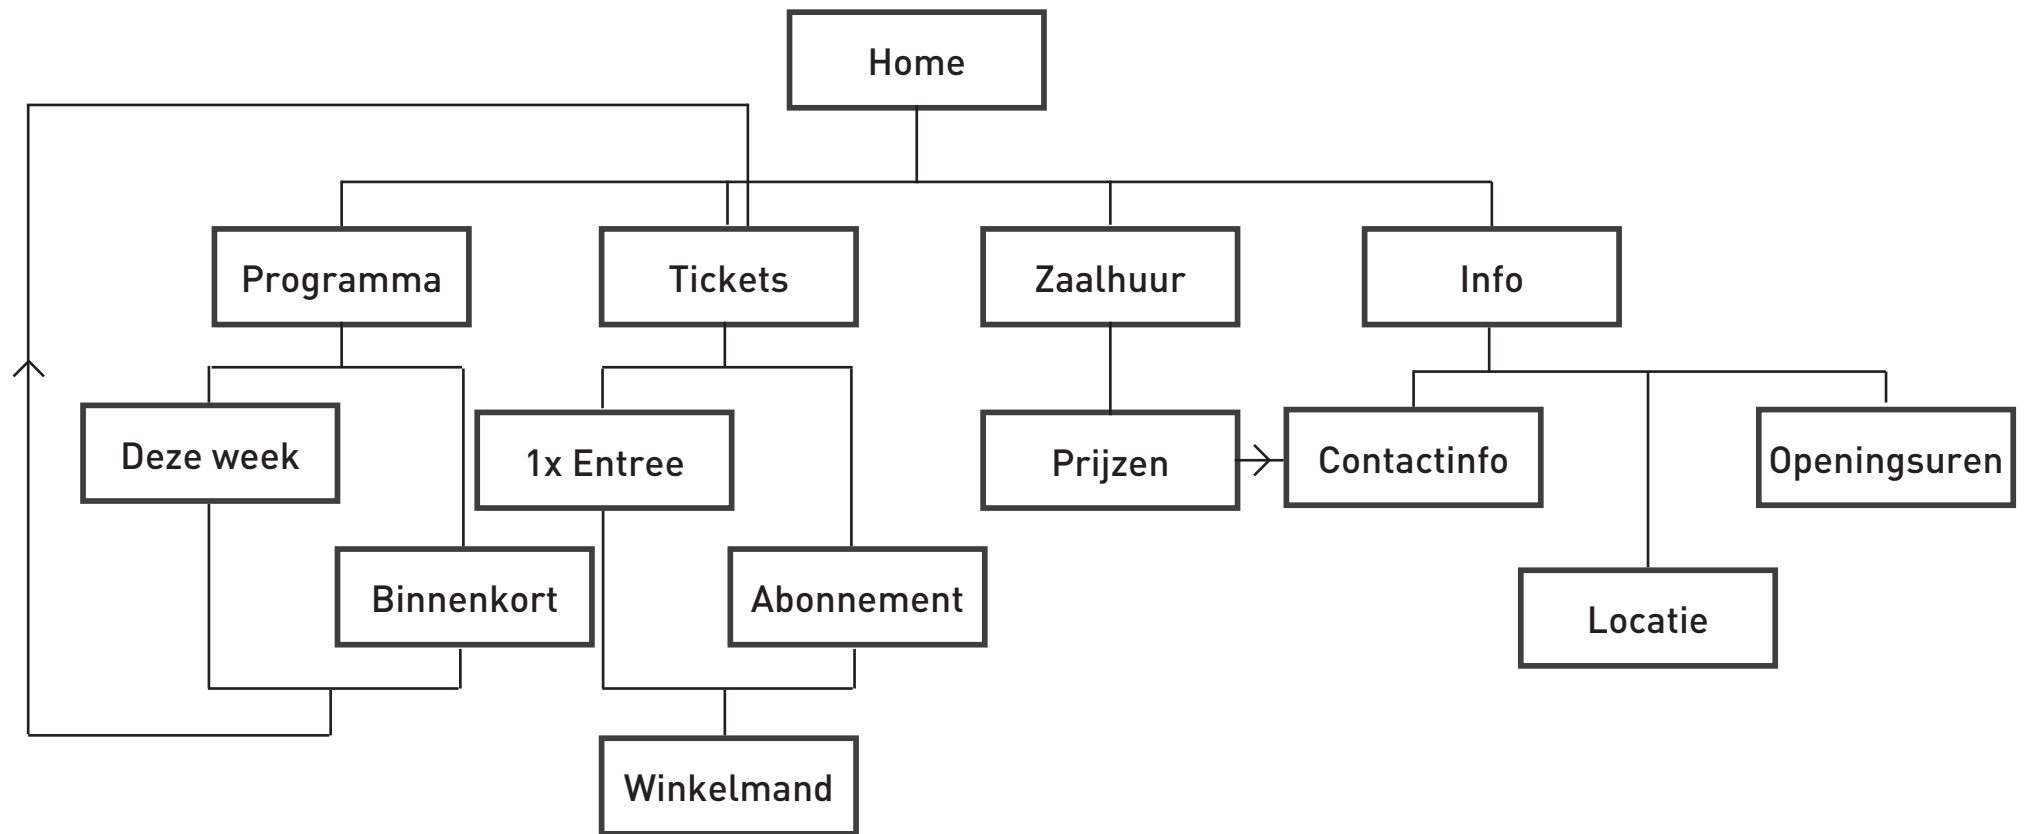 Home
Programma
Tickets
Zaalhuur
Info
Deze week
1x Entree
Prijzen
Contactinfo
Openingsuren
Binnenkort
Abonnement
Locatie
Winkelmand